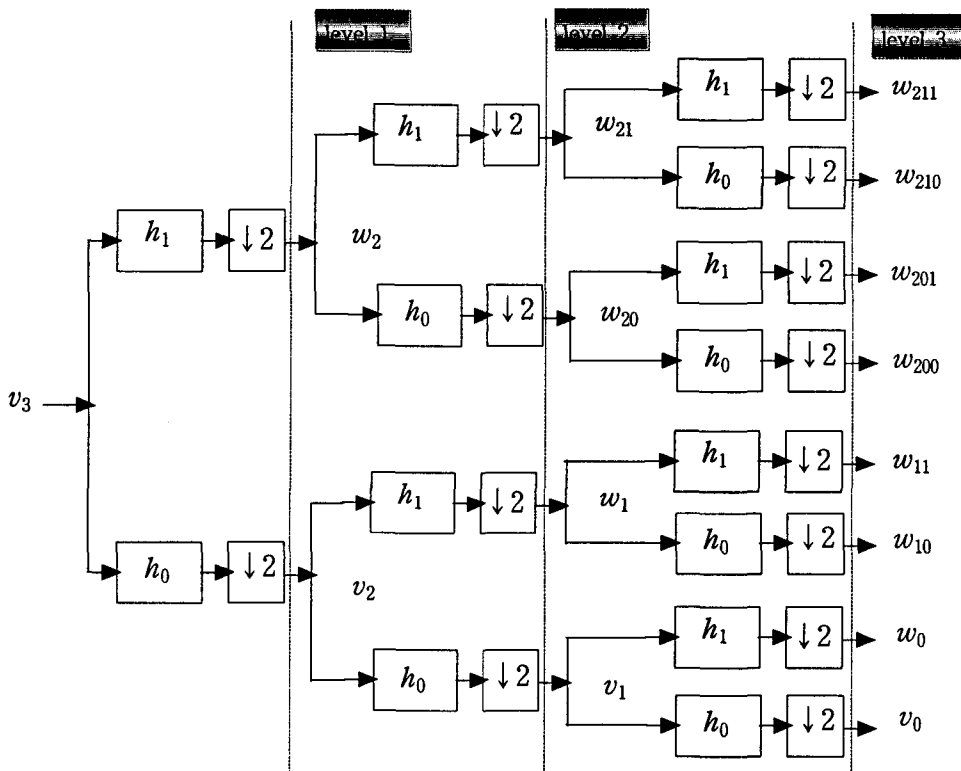 level 1 level 2 level 3
h₁ ↓2 w₂₁₁
h₁ ↓2 w₂₁
h₀ ↓2 w₂₁₀
h₁ ↓2 w₂
h₁ ↓2 w₂₀₁
h₀ ↓2 w₂₀
h₀ ↓2 w₂₀₀
v₃
h₁ ↓2 w₁₁
h₁ ↓2 w₁
h₀ ↓2 w₁₀
h₀ ↓2 v₂
h₁ ↓2 w₀
h₀ ↓2 v₁
h₀ ↓2 v₀